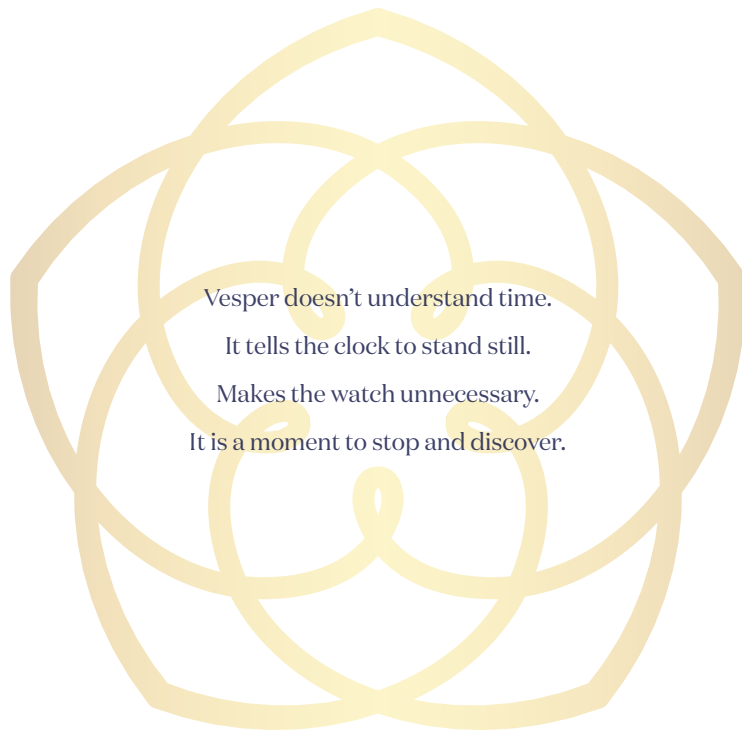 Vesper doesn’t understand time.
It tells the clock to stand still.
Makes the watch unnecessary.
It is a moment to stop and discover.